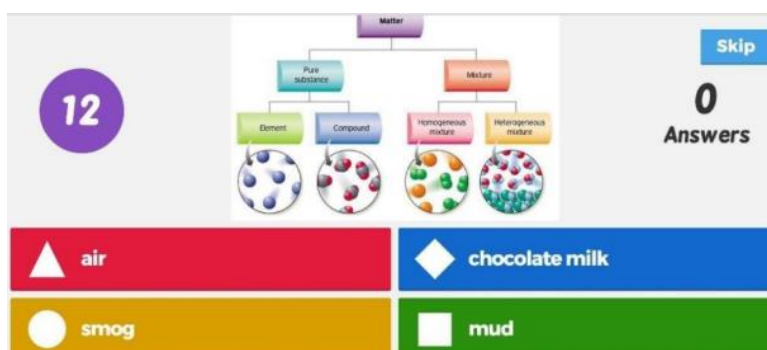 Matter
Skip
Pure
substance
Mixture
12
0
Answers
Element
Compound
Homogeneous
mixture
Heterogeneous
mixture
air
chocolate milk
smog
mud